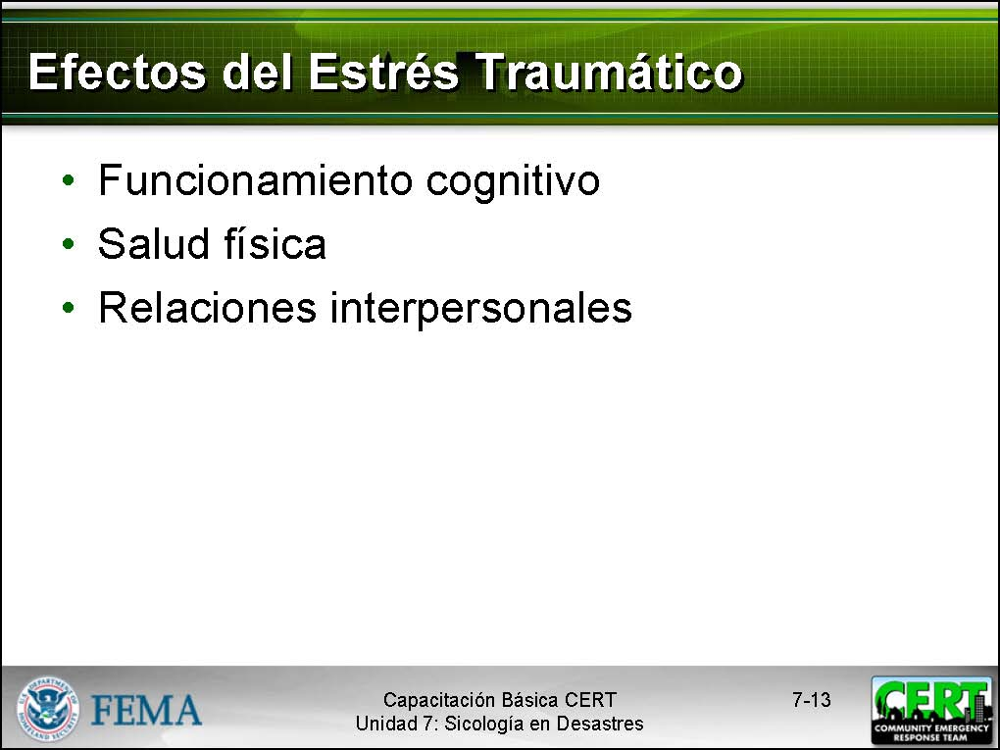 Efectos del Estrés Traumático
• Funcionamiento cognitivo
• Salud física
• Relaciones interpersonales
U.S. DEPARTMENT OF HOMELAND SECURITY
FEMA
Capacitación Básica CERT
Unidad 7: Sicología en Desastres
7-13
CERT
COMMUNITY EMERGENCY
RESPONSE TEAM